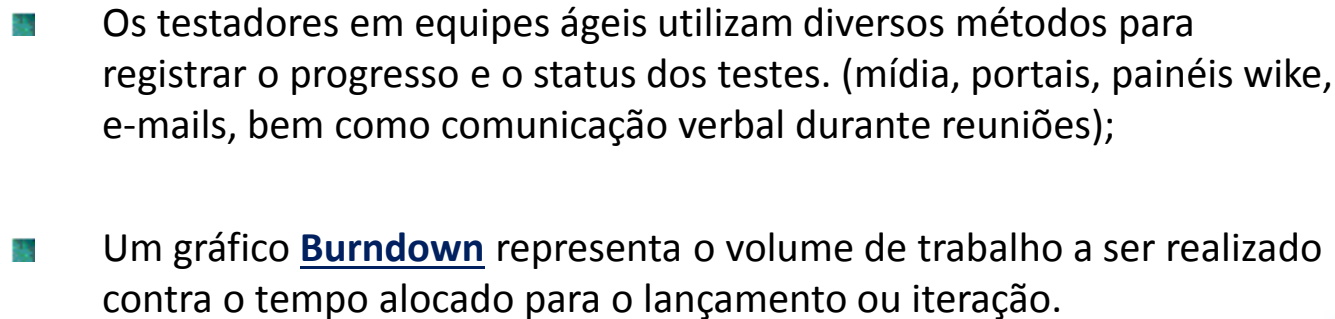 Os testadores em equipes ágeis utilizam diversos métodos para
registrar o progresso e o status dos testes. (mídia, portais, painéis wike,
e-mails, bem como comunicação verbal durante reuniões);
Um gráfico Burndown representa o volume de trabalho a ser realizado
contra o tempo alocado para o lançamento ou iteração.